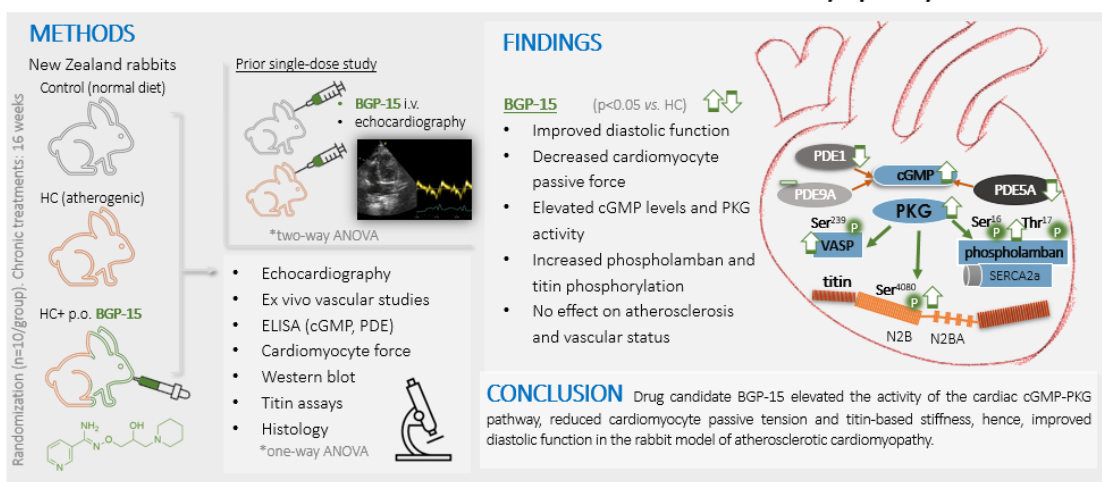 METHODS
New Zealand rabbits
Control (normal diet)
HC (atherogenic)
HC+ p.o. BGP-15
Randomization (n=10/group). Chronic treatments: 16 weeks
NH₂
OH
N
O
N
N
Prior single-dose study
• BGP-15 i.v.
• echocardiography
*two-way ANOVA
• Echocardiography
• Ex vivo vascular studies
• ELISA (cGMP, PDE)
• Cardiomyocyte force
• Western blot
• Titin assays
• Histology
*one-way ANOVA
FINDINGS
BGP-15 (p<0.05 vs. HC)
• Improved diastolic function
• Decreased cardiomyocyte
passive force
• Elevated cGMP levels and PKG
activity
• Increased phospholamban and
titin phosphorylation
• No effect on atherosclerosis
and vascular status
PDE1
cGMP
PDE9A
PDE5A
PKG
Ser²³⁹
P
VASP
Ser¹⁶
P
Thr¹⁷
P
phospholamban
SERCA2a
titin
Ser⁴⁰⁸⁰
P
N2B
N2BA
CONCLUSION Drug candidate BGP-15 elevated the activity of the cardiac cGMP-PKG
pathway, reduced cardiomyocyte passive tension and titin-based stiffness, hence, improved
diastolic function in the rabbit model of atherosclerotic cardiomyopathy.